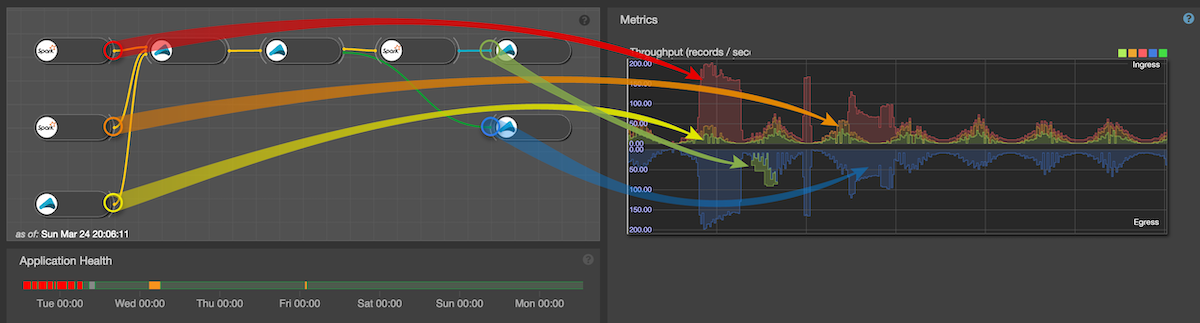 ?
Spark
Spark
Spark
as of: Sun Mar 24 20:06:11
Application Health
?
Tue 00:00
Wed 00:00
Thu 00:00
Fri 00:00
Sat 00:00
Sun 00:00
Mon 00:00
Metrics
?
Throughput (records / sec
Ingress
200.00
150.00
100.00
50.00
0.00
0.00
50.00
100.00
150.00
200.00
Egress